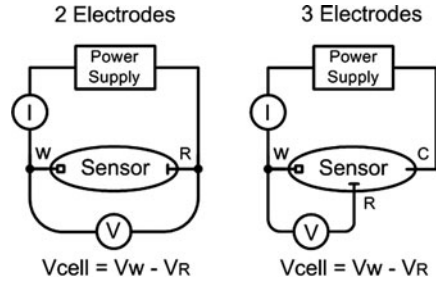 2 Electrodes
Power
Supply
I
W
Sensor
R
V
Vcell = VW - VR
3 Electrodes
Power
Supply
I
W
Sensor
C
R
V
Vcell = VW - VR